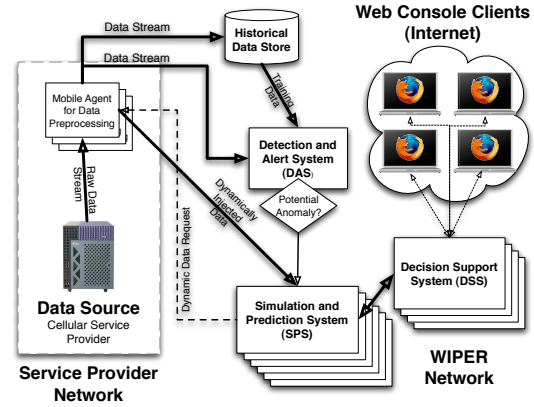 Web Console Clients
(Internet)
Data Stream
Historical
Data Store
Data Stream
Training
Data
Mobile Agent
for Data
Preprocessing
Detection and
Alert System
(DAS)
Raw Data
Stream
Dynamically
Injected
Data
Potential
Anomaly?
Dynamic Data Request
Decision Support
System (DSS)
Data Source
Cellular Service
Provider
Simulation and
Prediction System
(SPS)
Service Provider
Network
WIPER
Network